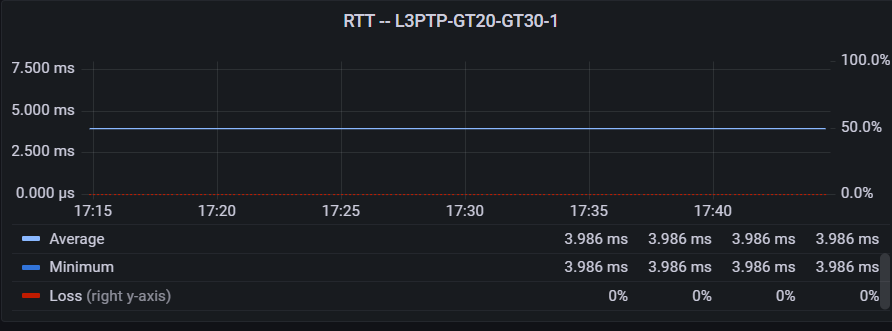 RTT -- L3PTP-GT20-GT30-1
7.500 ms
100.0%
5.000 ms
50.0%
2.500 ms
0.000 µs
0.0%
17:15 17:20 17:25 17:30 17:35 17:40
Average 3.986 ms 3.986 ms 3.986 ms 3.986 ms
Minimum 3.986 ms 3.986 ms 3.986 ms 3.986 ms
Loss (right y-axis) 0% 0% 0% 0%